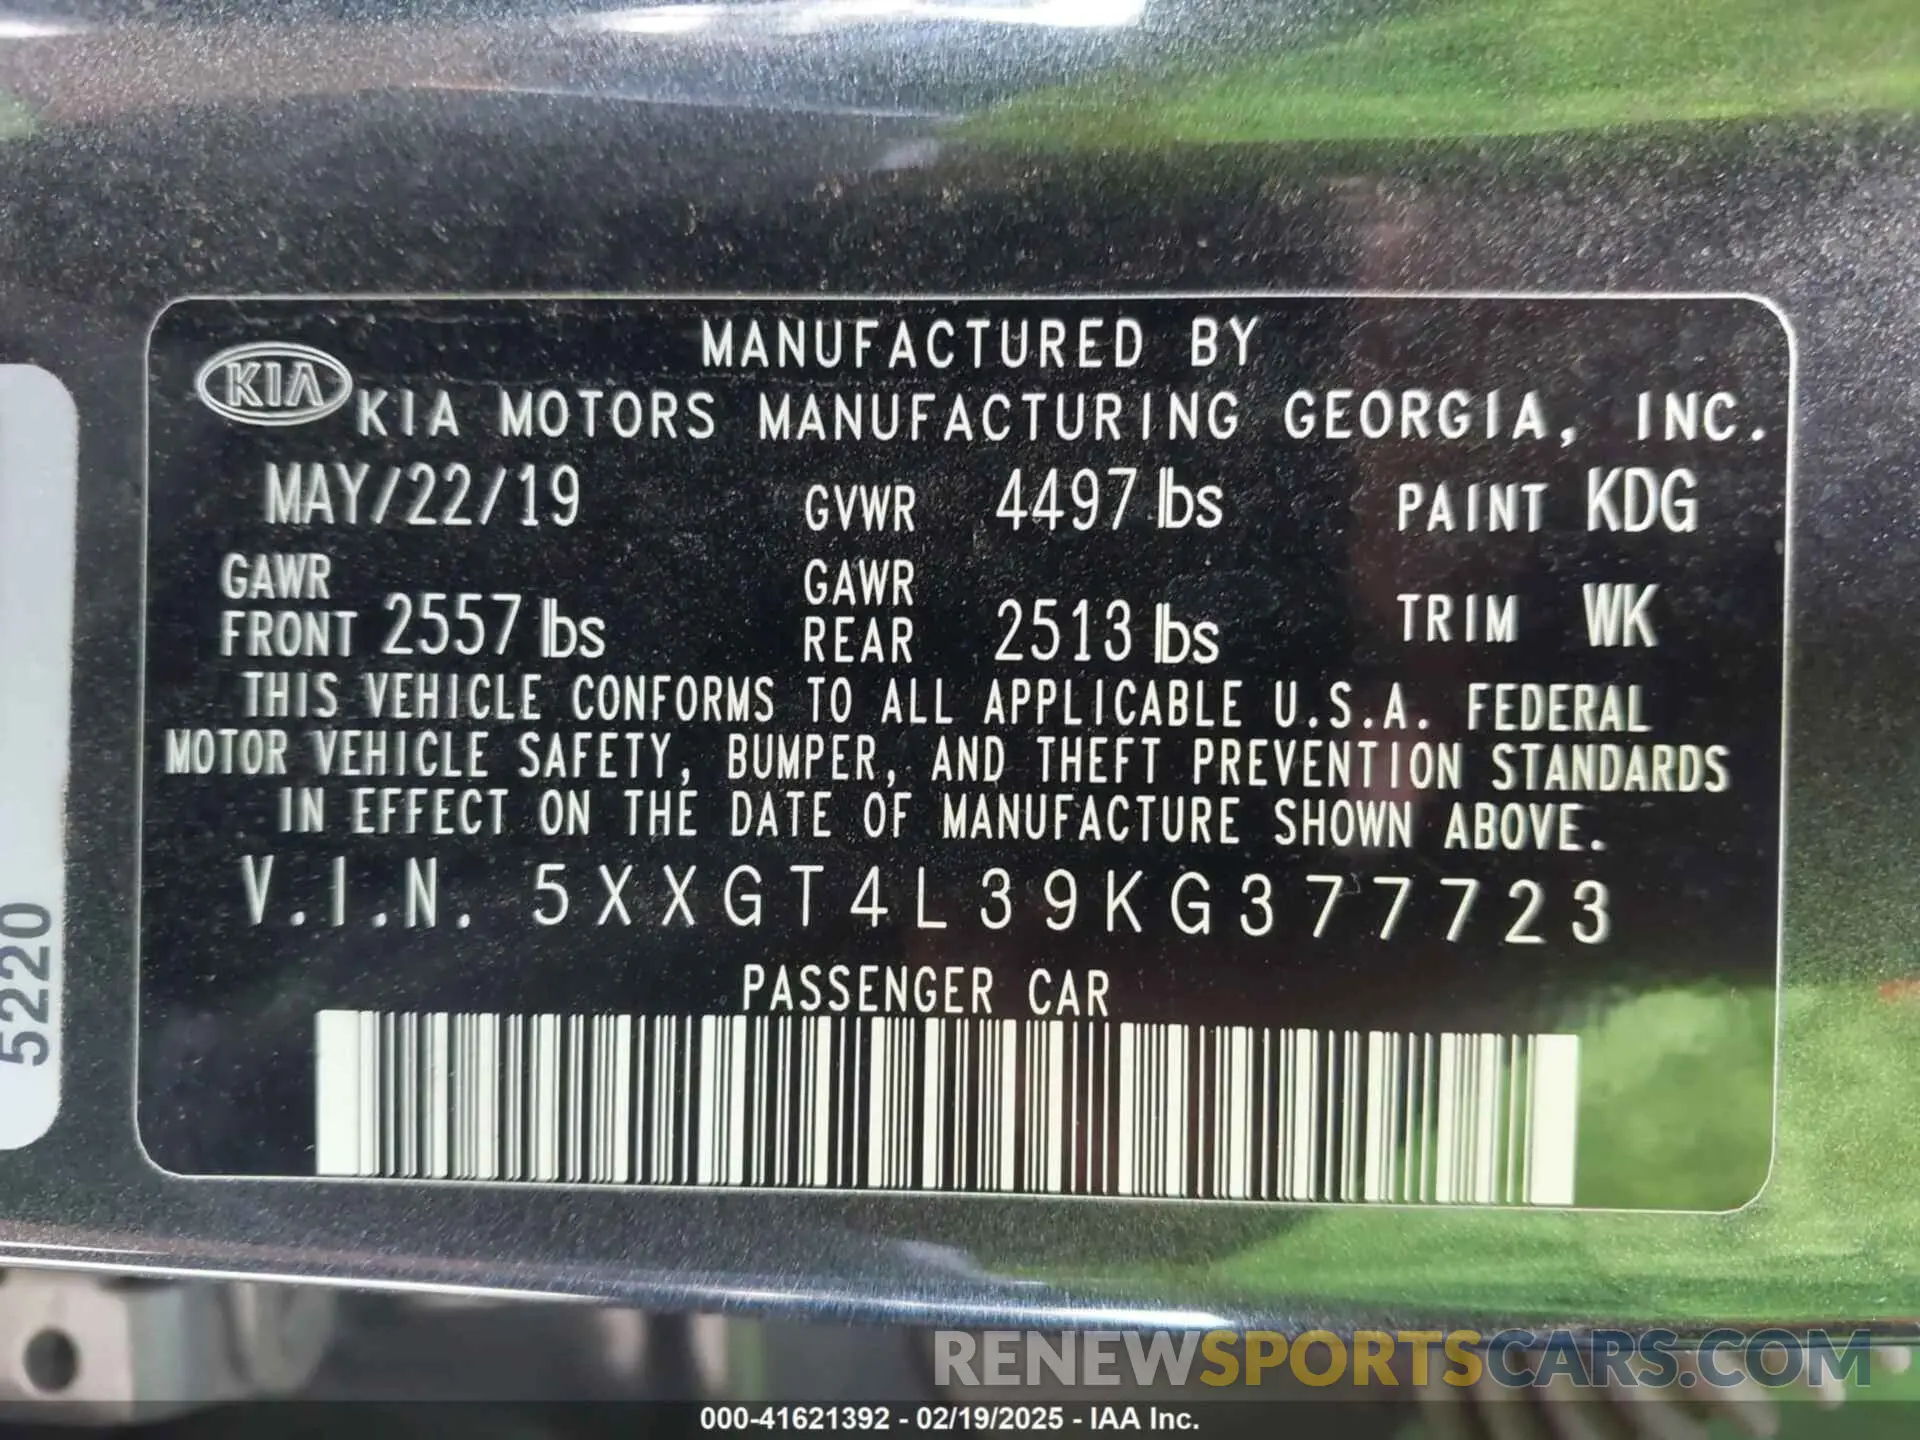 MANUFACTURED BY
KIA KIA MOTORS MANUFACTURING GEORGIA, INC.
MAY/22/19 GVWR 4497 lbs PAINT KDG
GAWR FRONT 2557 lbs GAWR REAR 2513 lbs TRIM WK
THIS VEHICLE CONFORMS TO ALL APPLICABLE U.S.A. FEDERAL
MOTOR VEHICLE SAFETY, BUMPER, AND THEFT PREVENTION STANDARDS
IN EFFECT ON THE DATE OF MANUFACTURE SHOWN ABOVE.
V.I.N. 5XXGT4L39KG377723
PASSENGER CAR
5220
RENEWSPORTSCARS.COM
000-41621392 - 02/19/2025 - IAA Inc.